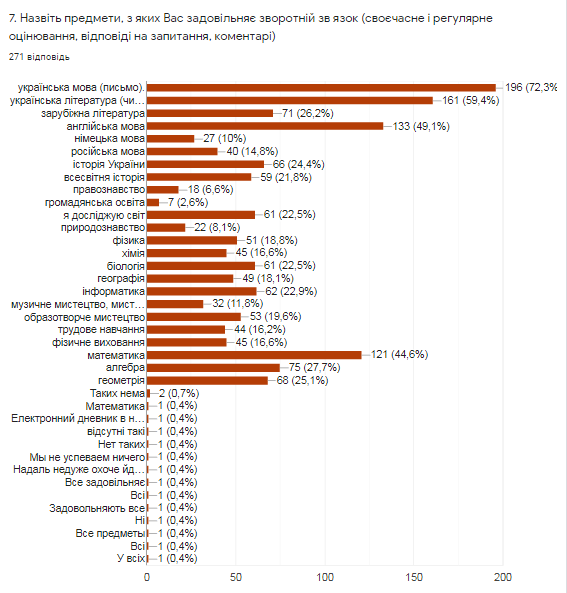 7. Назвіть предмети, з яких Вас задовільняє зворотній зв язок (своєчасне і регулярне
оцінювання, відповіді на запитання, коментарі)
271 відповідь
українська мова (письмо). 196 (72,3%
українська література (чи... 161 (59,4%)
зарубіжна література 71 (26,2%)
англійська мова 133 (49,1%)
німецька мова 27 (10%)
російська мова 40 (14,8%)
історія України 66 (24,4%)
всесвітня історія 59 (21,8%)
правознавство 18 (6,6%)
громадянська освіта 7 (2,6%)
я досліджую світ 61 (22,5%)
природознавство 22 (8,1%)
фізика 51 (18,8%)
хімія 45 (16,6%)
біологія 61 (22,5%)
географія 49 (18,1%)
інформатика 62 (22,9%)
музичне мистецтво, мист... 32 (11,8%)
образотворче мистецтво 53 (19,6%)
трудове навчання 44 (16,2%)
фізичне виховання 45 (16,6%)
математика 121 (44,6%)
алгебра 75 (27,7%)
геометрія 68 (25,1%)
Таких нема 2 (0,7%)
Математика 1 (0,4%)
Електронний дневник в н... 1 (0,4%)
відсутні такі 1 (0,4%)
Нет таких 1 (0,4%)
Мы не успеваем ничего 1 (0,4%)
Надаль недуже охоче йд... 1 (0,4%)
Все задовільняє 1 (0,4%)
Всі 1 (0,4%)
Задовольняють все 1 (0,4%)
Ні 1 (0,4%)
Все предметы 1 (0,4%)
Всі 1 (0,4%)
У всіх 1 (0,4%)
0 50 100 150 200